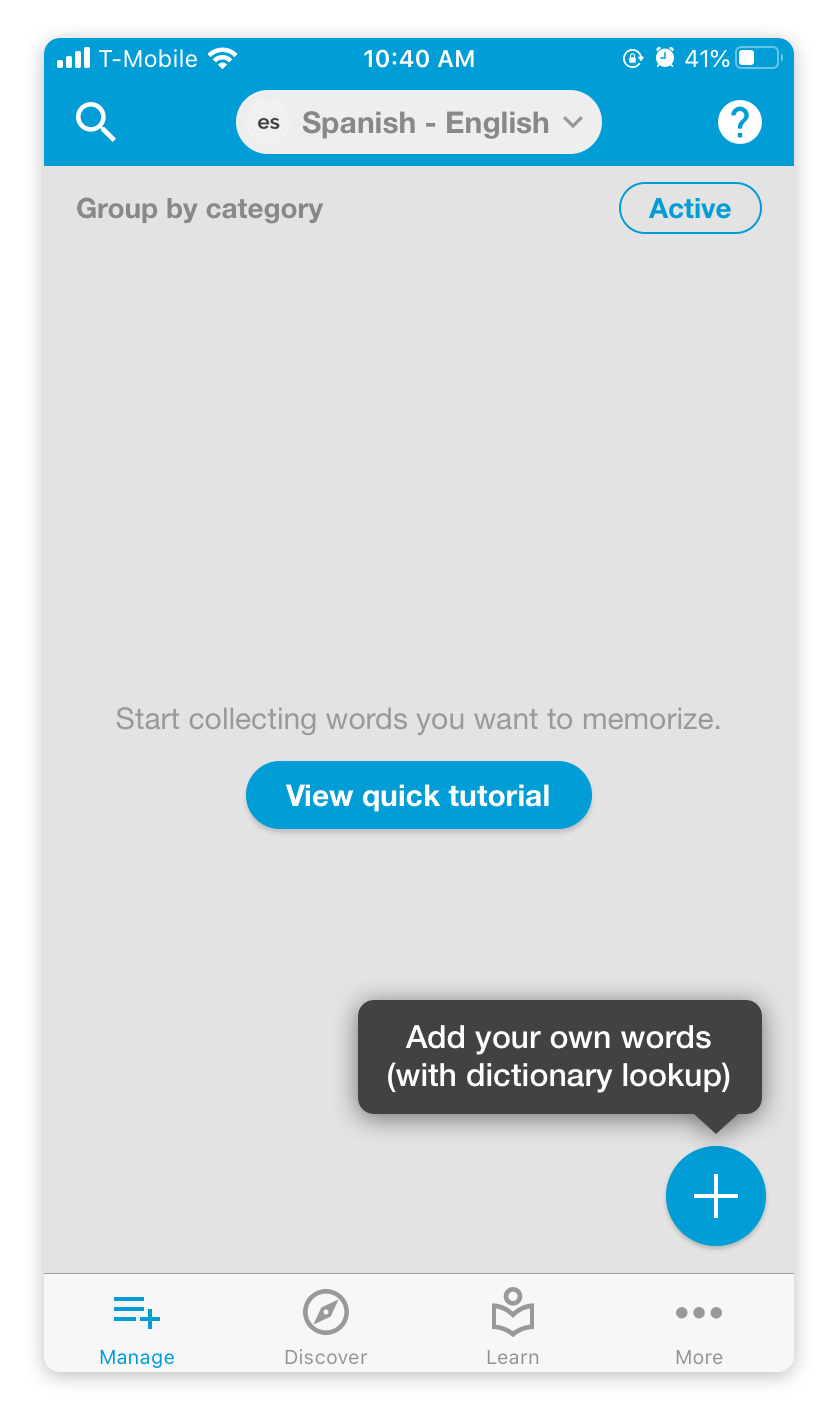 T-Mobile 10:40 AM 41%
es Spanish - English ?
Group by category Active
Start collecting words you want to memorize.
View quick tutorial
Add your own words
(with dictionary lookup)
Manage Discover Learn More